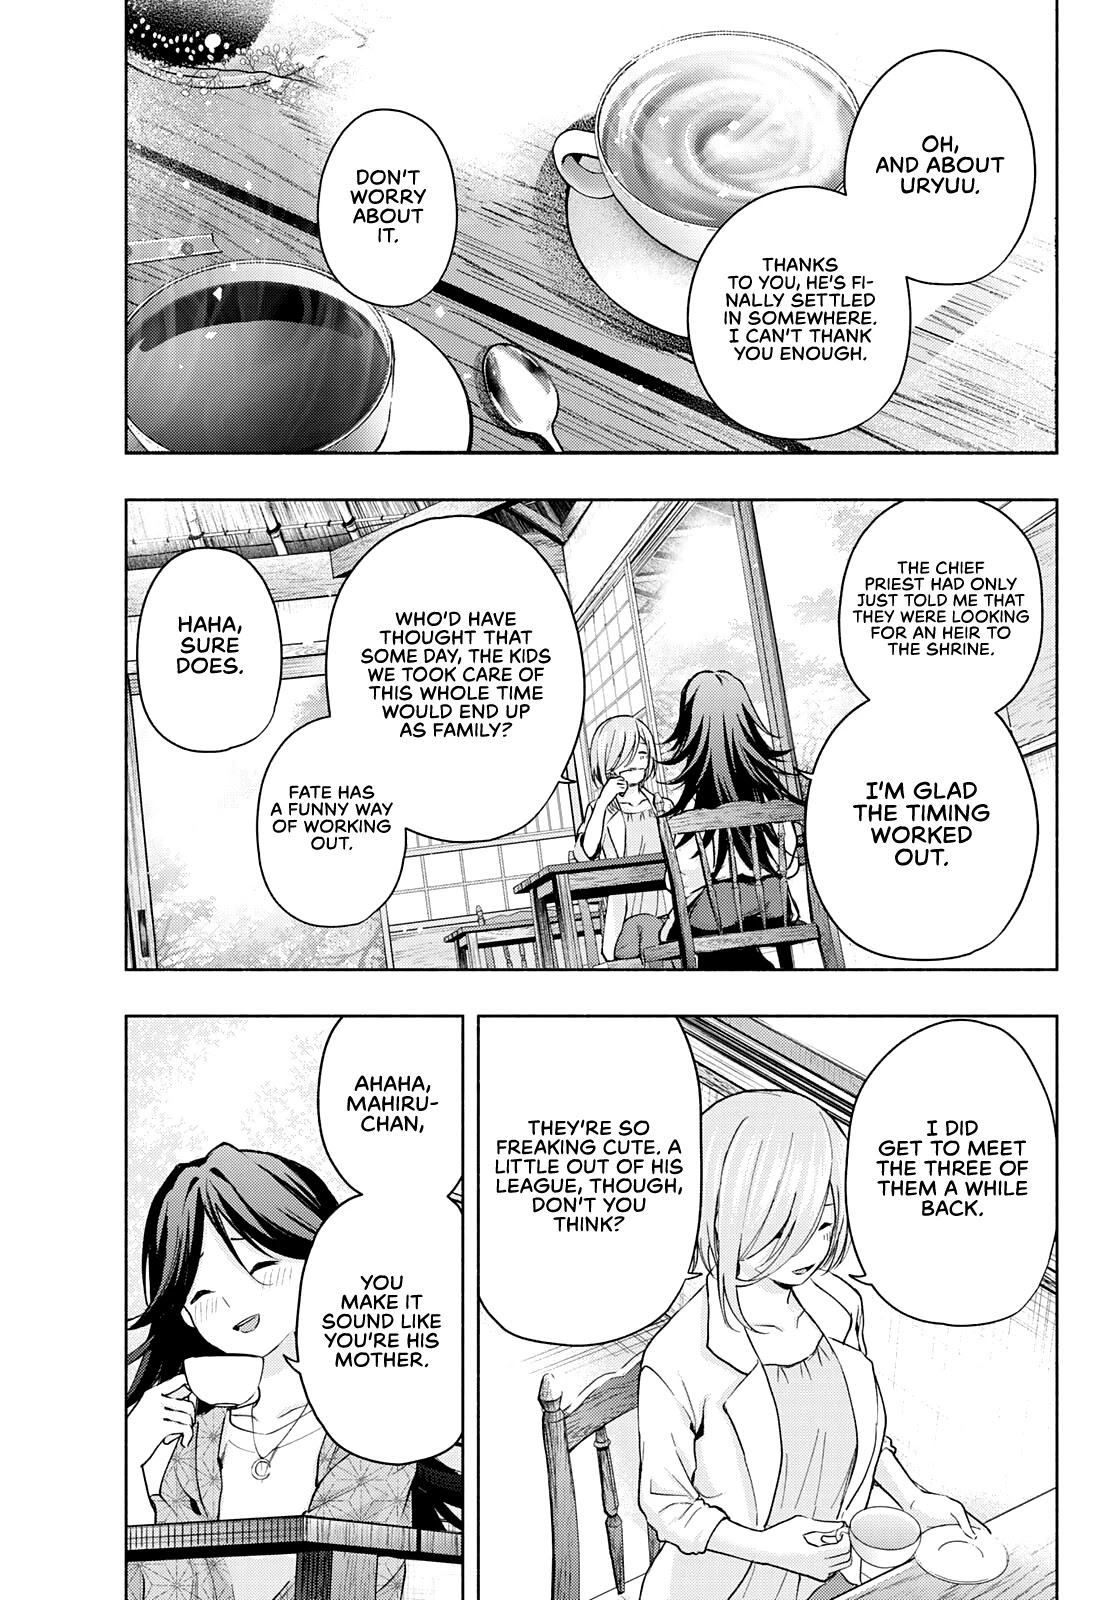 OH,
AND ABOUT
URYUU.
THANKS
TO YOU, HE'S FI-
NALLY SETTLED
IN SOMEWHERE.
I CAN'T THANK
YOU ENOUGH.
DON'T
WORRY
ABOUT
IT.
THE CHIEF
PRIEST HAD ONLY
JUST TOLD ME THAT
THEY WERE LOOKING
FOR AN HEIR TO
THE SHRINE.
I'M GLAD
THE TIMING
WORKED
OUT.
WHO'D HAVE
THOUGHT THAT
SOME DAY, THE KIDS
WE TOOK CARE OF
THIS WHOLE TIME
WOULD END UP
AS FAMILY?
FATE HAS
A FUNNY WAY
OF WORKING
OUT.
HAHA,
SURE
DOES.
I DID
GET TO MEET
THE THREE OF
THEM A WHILE
BACK.
THEY'RE SO
FREAKING CUTE. A
LITTLE OUT OF HIS
LEAGUE, THOUGH,
DON'T YOU
THINK?
AHAHA,
MAHIRU-
CHAN,
YOU
MAKE IT
SOUND LIKE
YOU'RE HIS
MOTHER.